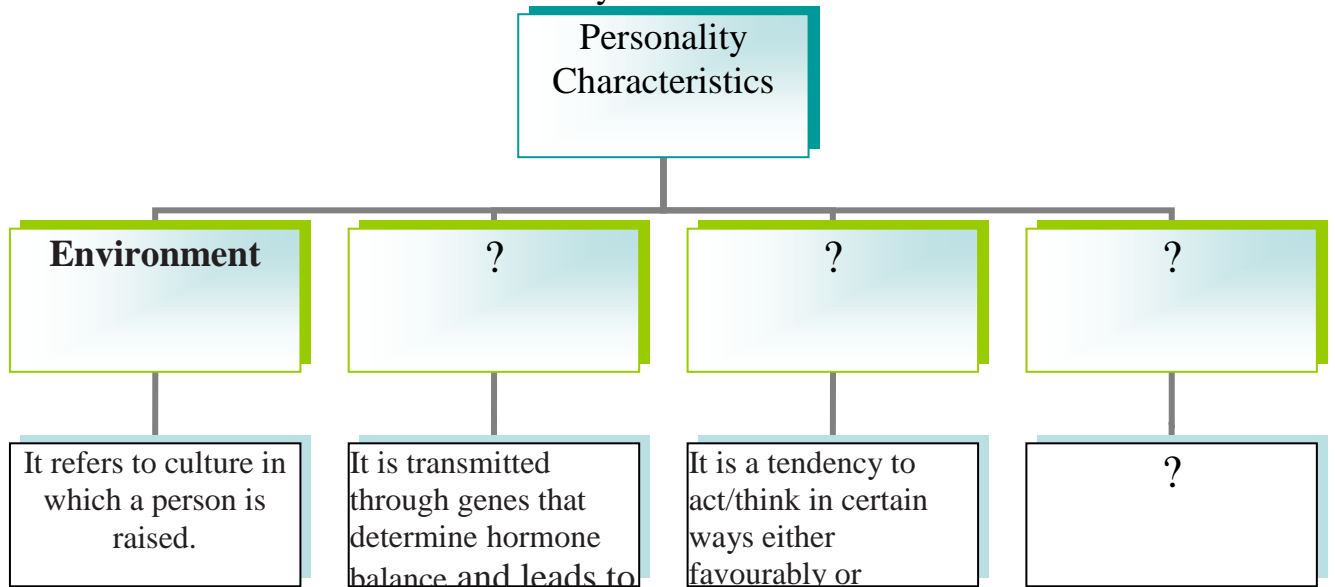 Personality
Characteristics
Environment
?
?
?
It refers to culture in
which a person is
raised.
It is transmitted
through genes that
determine hormone
balance and leads to
It is a tendency to
act/think in certain
ways either
favourably or
?